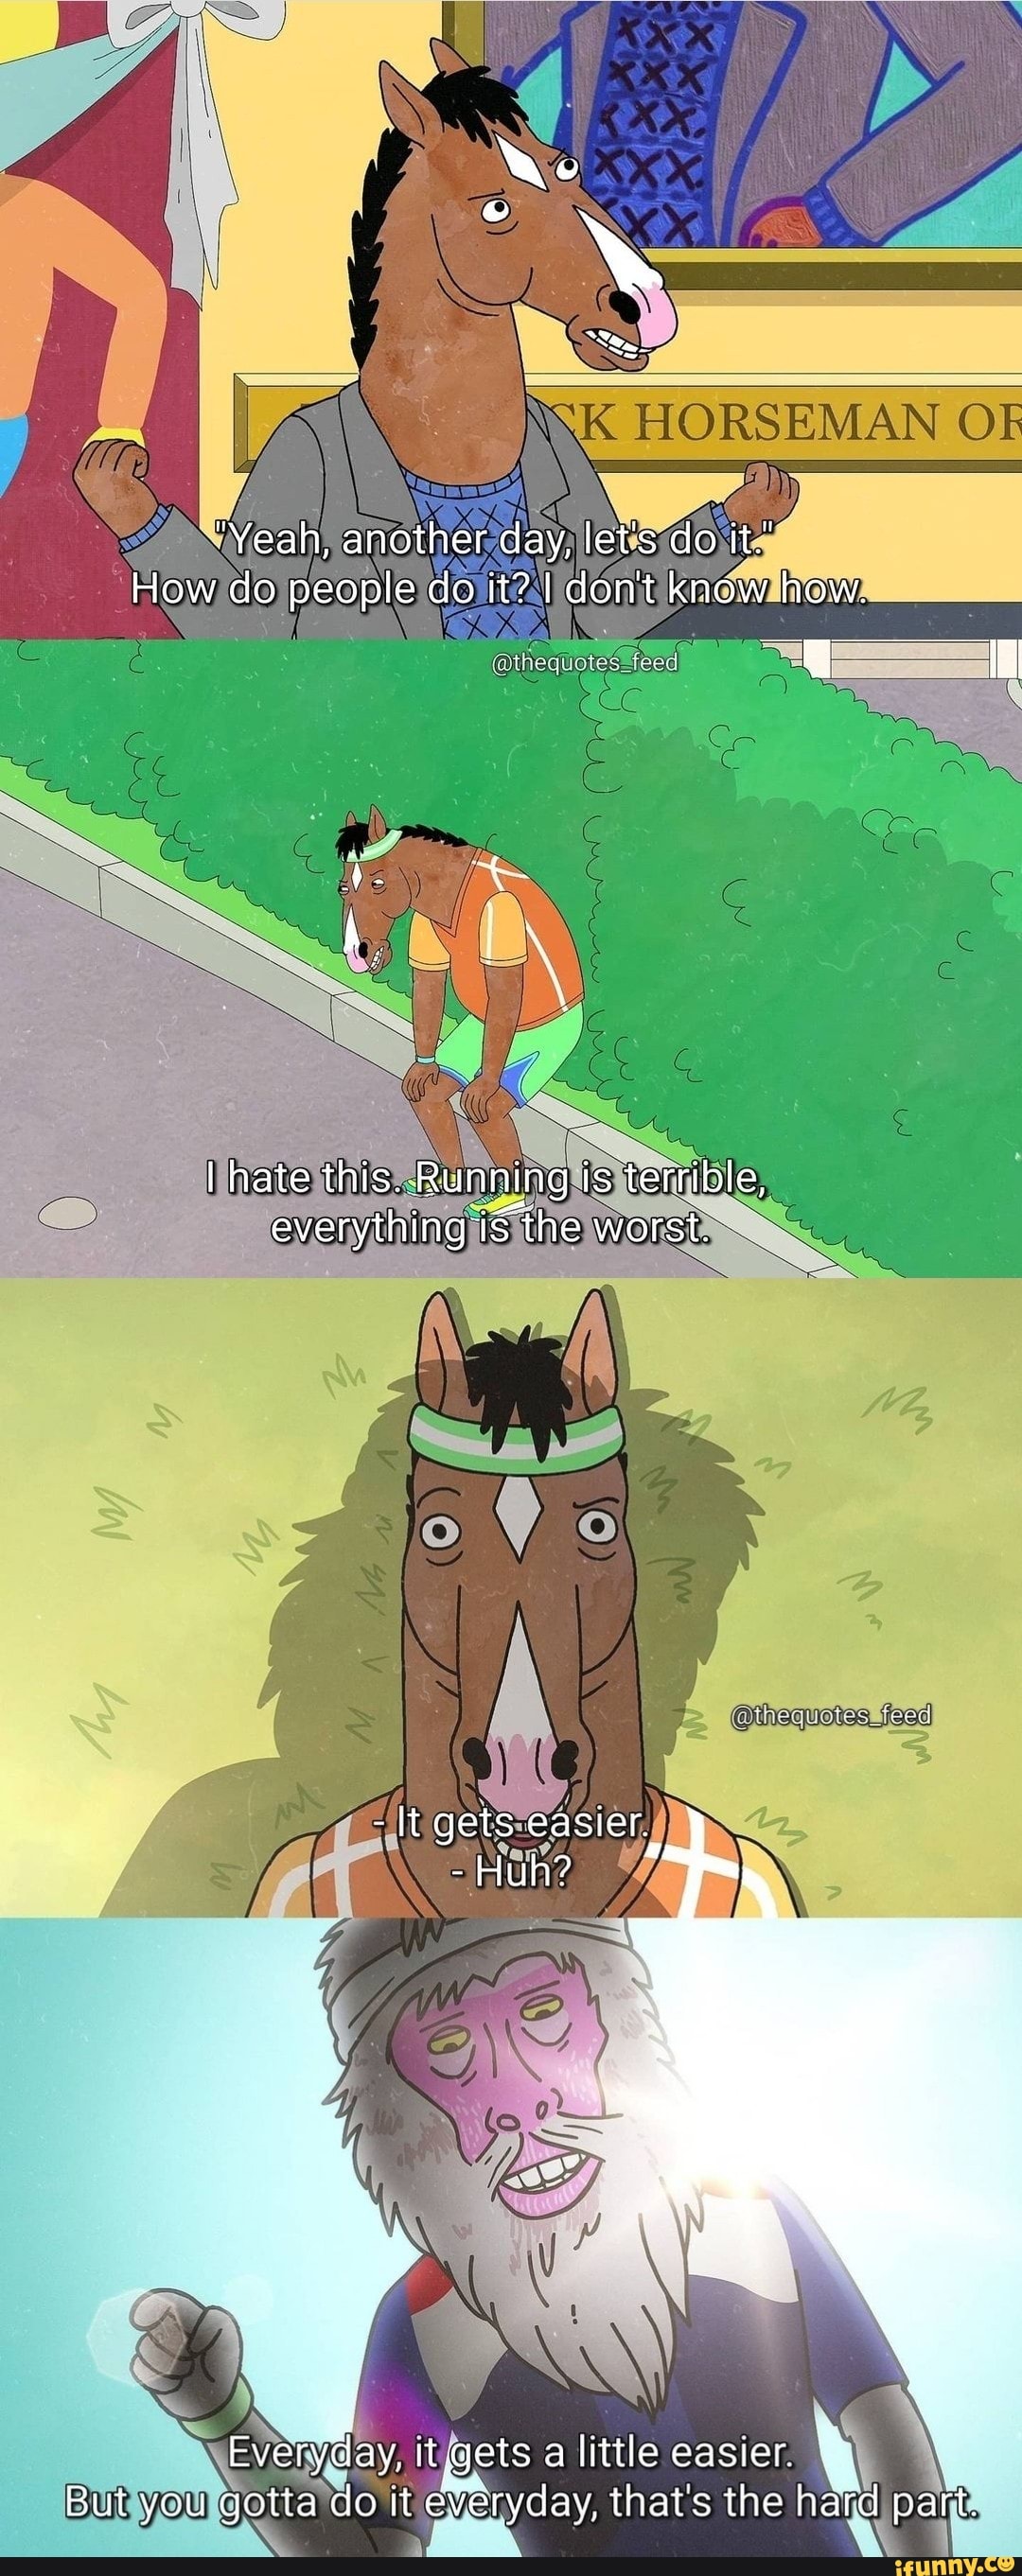 CK HORSEMAN OR
"Yeah, another day, let's do it."
How do people do it? I don't know how.
@thequotes_feed
I hate this. Running is terrible,
everything is the worst.
@thequotes_feed
- It gets easier.
- Huh?
Everyday, it gets a little easier.
But you gotta do it everyday, that's the hard part.
ifunny.co